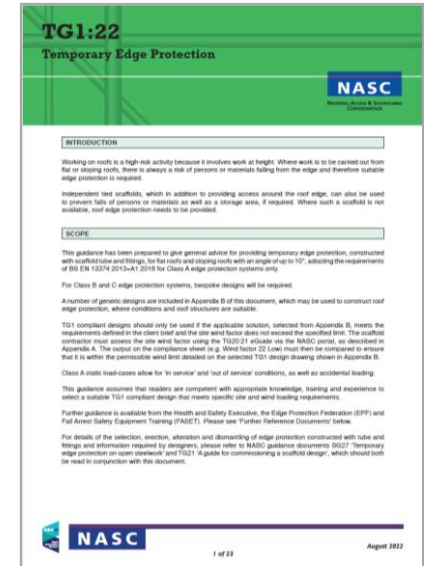 TG1:22
Temporary Edge Protection
NASC
NATIONAL ACCESS & SCAFFOLDING
CONFEDERATION
INTRODUCTION
Working on roofs is a high-risk activity because it involves work at height. Where work is to be carried out from
flat or sloping roofs, there is always a risk of persons or materials falling from the edge and therefore suitable
edge protection is required.
Independent tied scaffolds, which in addition to providing access around the roof edge, can also be used
to prevent falls of persons or materials as well as a storage area, if required. Where such a scaffold is not
available, roof edge protection needs to be provided.
SCOPE
This guidance has been prepared to give general advice for providing temporary edge protection, constructed
with scaffold tube and fittings, for flat roofs and sloping roofs with an angle of up to 10°, adopting the requirements
of BS EN 13374:2013+A1:2018 for Class A edge protection systems only.
For Class B and C edge protection systems, bespoke designs will be required.
A number of generic designs are included in Appendix B of this document, which may be used to construct roof
edge protection, where conditions and roof structures are suitable.
TG1 compliant designs should only be used if the applicable solution, selected from Appendix B, meets the
requirements defined in the client brief and the site wind factor does not exceed the specified limit. The scaffold
contractor must assess the site wind factor using the TG20:21 eGuide via the NASC portal, as described in
Appendix A. The output on the compliance sheet (e.g. Wind factor 22 Low) must then be compared to ensure
that it is within the permissible wind limit detailed on the selected TG1 design drawing shown in Appendix B.
Class A static load-cases allow for 'in service' and 'out of service' conditions, as well as accidental loading.
This guidance assumes that readers are competent with appropriate knowledge, training and experience to
select a suitable TG1 compliant design that meets specific site and wind loading requirements.
Further guidance is available from the Health and Safety Executive, the Edge Protection Federation (EPF) and
Fall Arrest Safety Equipment Training (FASET). Please see 'Further Reference Documents' below.
For details of the selection, erection, alteration and dismantling of edge protection constructed with tube and
fittings and information required by designers, please refer to NASC guidance documents SG27 'Temporary
edge protection on open steelwork' and TG21 'A guide for commissioning a scaffold design', which should both
be read in conjunction with this document.
NASC
1 of 23
August 2022